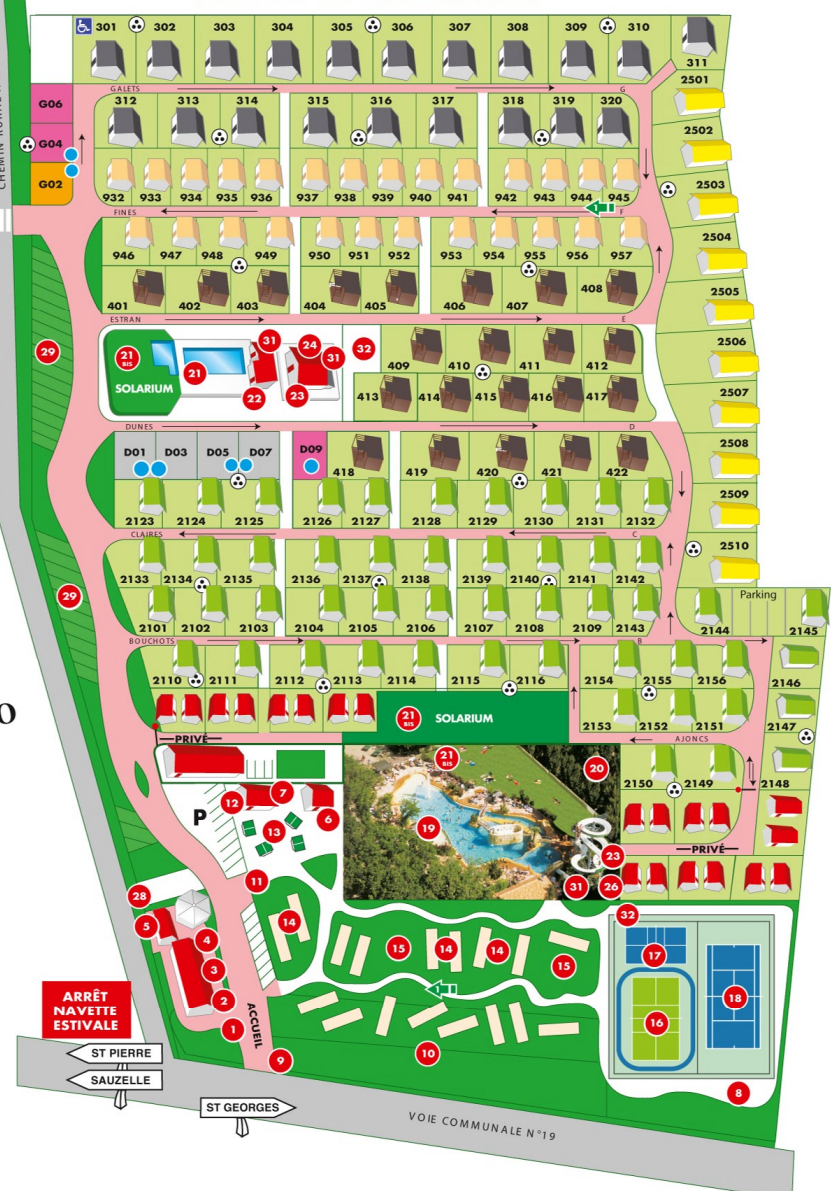 301 302 303 304 305 306 307 308 309 310
311
GALETS G
2501
G06
312 313 314 315 316 317 318 319 320
2502
G04
G02
2503
932 933 934 935 936 937 938 939 940 941 942 943 944 945
FINES 1 F
2504
946 947 948 949 950 951 952 953 954 955 956 957
2505
401 402 403 404 405 406 407 408
ESTRAN E
2506
29
21 BIS
SOLARIUM
21
31
24
31
22
23
32
409 410 411 412
2507
413 414 415 416 417
DUNES D
2508
D01 D03 D05 D07 D09
418 419 420 421 422
2509
2123 2124 2125 2126 2127 2128 2129 2130 2131 2132
CLAIRES C
2510
2133 2134 2135 2136 2137 2138 2139 2140 2141 2142
29
2101 2102 2103 2104 2105 2106 2107 2108 2109 2143
Parking
2144 2145
BOUCHOTS B
2110 2111 2112 2113 2114 2115 2116 2154 2155 2156
2146
O
21 BIS
SOLARIUM
2153 2152 2151
2147
PRIVÉ
AJONCS
21 BIS
20
2150 2149 2148
7
12
6
P
13
19
23
PRIVÉ
11
31
26
28
5
4
14
3
2
15
14
14
15
32
17
18
16
1
ARRÊT
NAVETTE
ESTIVALE
1
ACCUEIL
9
10
8
ST PIERRE
SAUZELLE
ST GEORGES
VOIE COMMUNALE N°19